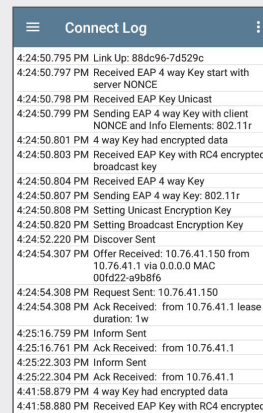 Connect Log
4:24:50.795 PM Link Up: 88dc96-7d529c
4:24:50.797 PM Received EAP 4 way Key start with
server NONCE
4:24:50.798 PM Received EAP Key Unicast
4:24:50.799 PM Sending EAP 4 way Key with client
NONCE and Info Elements: 802.11r
4:24:50.801 PM 4 way Key had encrypted data
4:24:50.803 PM Received EAP Key with RC4 encrypted
broadcast key
4:24:50.804 PM Received EAP 4 way Key
4:24:50.807 PM Sending EAP 4 way Key: 802.11r
4:24:50.808 PM Setting Unicast Encryption Key
4:24:50.820 PM Setting Broadcast Encryption Key
4:24:52.220 PM Discover Sent
4:24:54.307 PM Offer Received: 10.76.41.150 from
10.76.41.1 via 0.0.0.0 MAC
00fd22-a9b8f6
4:24:54.308 PM Request Sent: 10.76.41.150
4:24:54.308 PM Ack Received: from 10.76.41.1 lease
duration: 1w
4:25:16.759 PM Inform Sent
4:25:16.761 PM Ack Received: from 10.76.41.1
4:25:22.303 PM Inform Sent
4:25:22.304 PM Ack Received: from 10.76.41.1
4:41:58.879 PM 4 way Key had encrypted data
4:41:58.880 PM Received EAP Key with RC4 encrypted